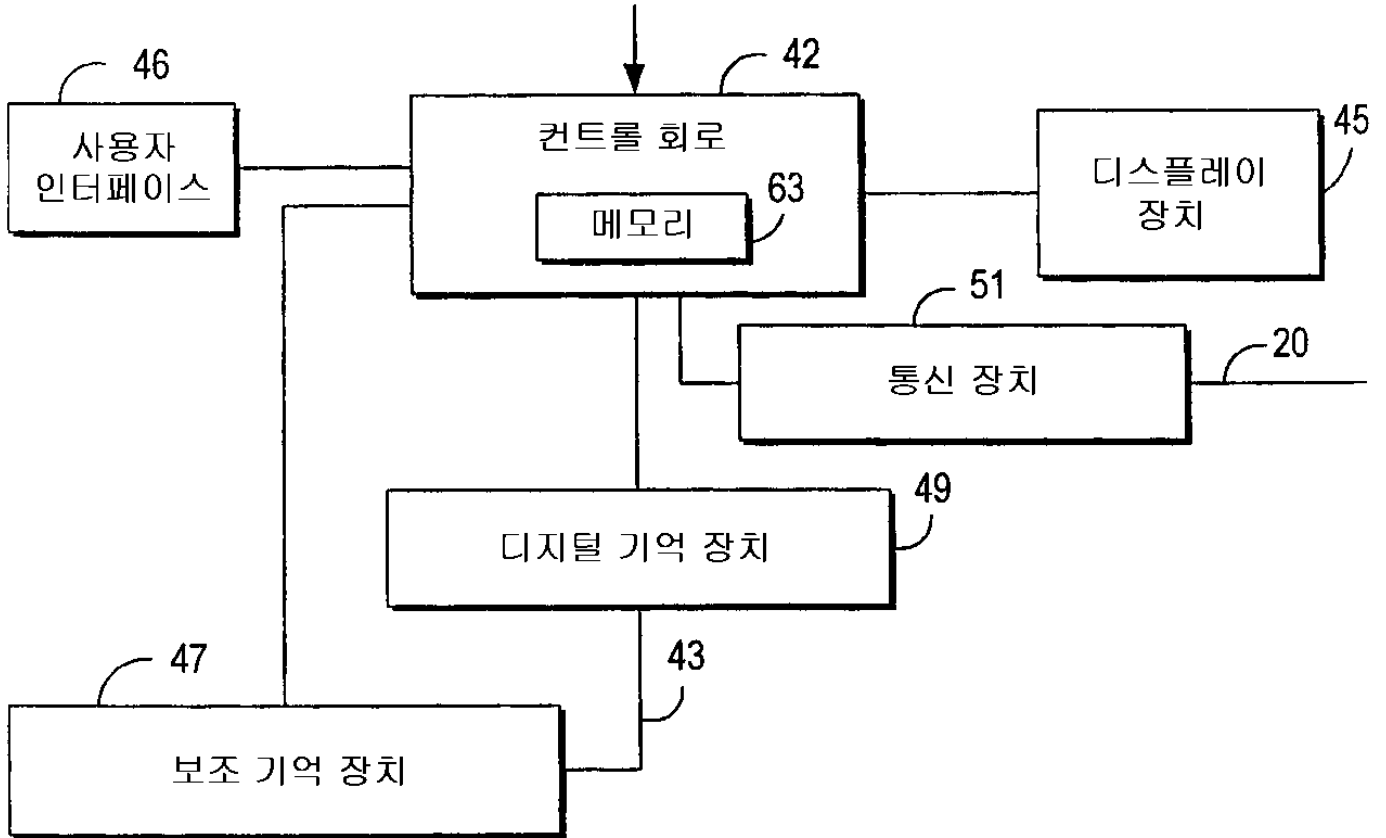 46
사용자
인터페이스
42
컨트롤 회로
63
메모리
45
디스플레이
장치
51
통신 장치
20
49
디지털 기억 장치
43
47
보조 기억 장치